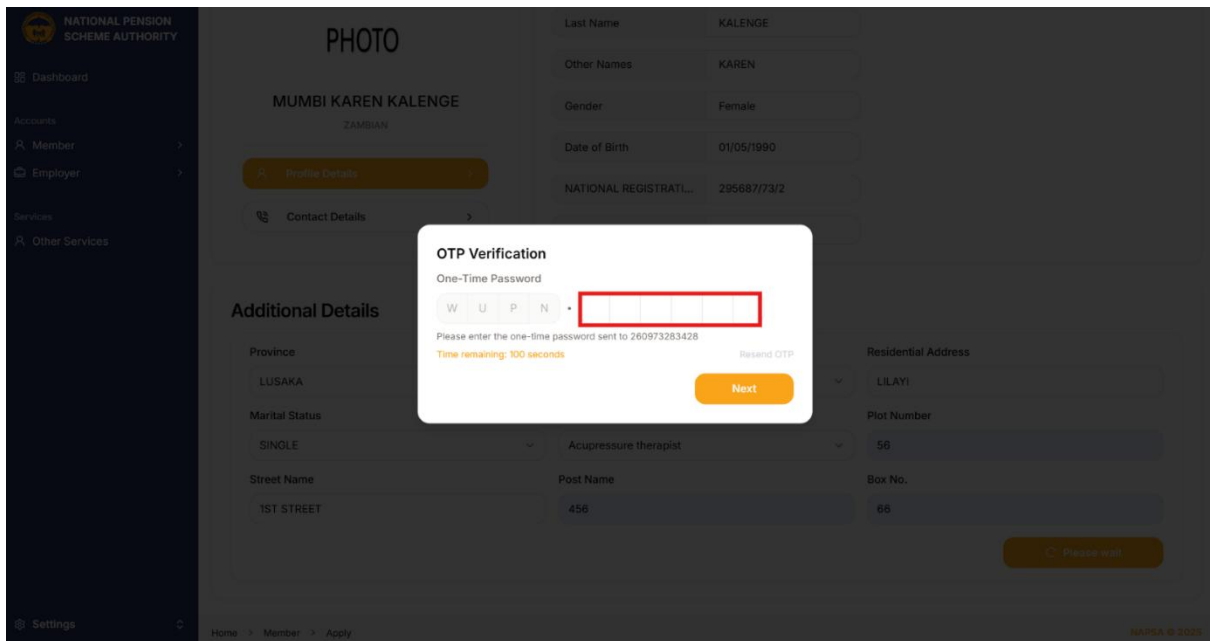 NATIONAL PENSION
SCHEME AUTHORITY
Dashboard
Accounts
Member
Employer
Services
Other Services
Settings
PHOTO
MUMBI KAREN KALENGE
ZAMBIAN
Profile Details
Contact Details
Last Name KALENGE
Other Names KAREN
Gender Female
Date of Birth 01/05/1990
NATIONAL REGISTRATI... 295687/73/2
OTP Verification
One-Time Password
W U P N -
Please enter the one-time password sent to 260973283428
Time remaining: 100 seconds Resend OTP
Next
Additional Details
Province Residential Address
LUSAKA LILAYI
Marital Status Plot Number
SINGLE Acupressure therapist 56
Street Name Post Name Box No.
1ST STREET 456 66
Please wait
Home > Member > Apply NAPSA © 2025